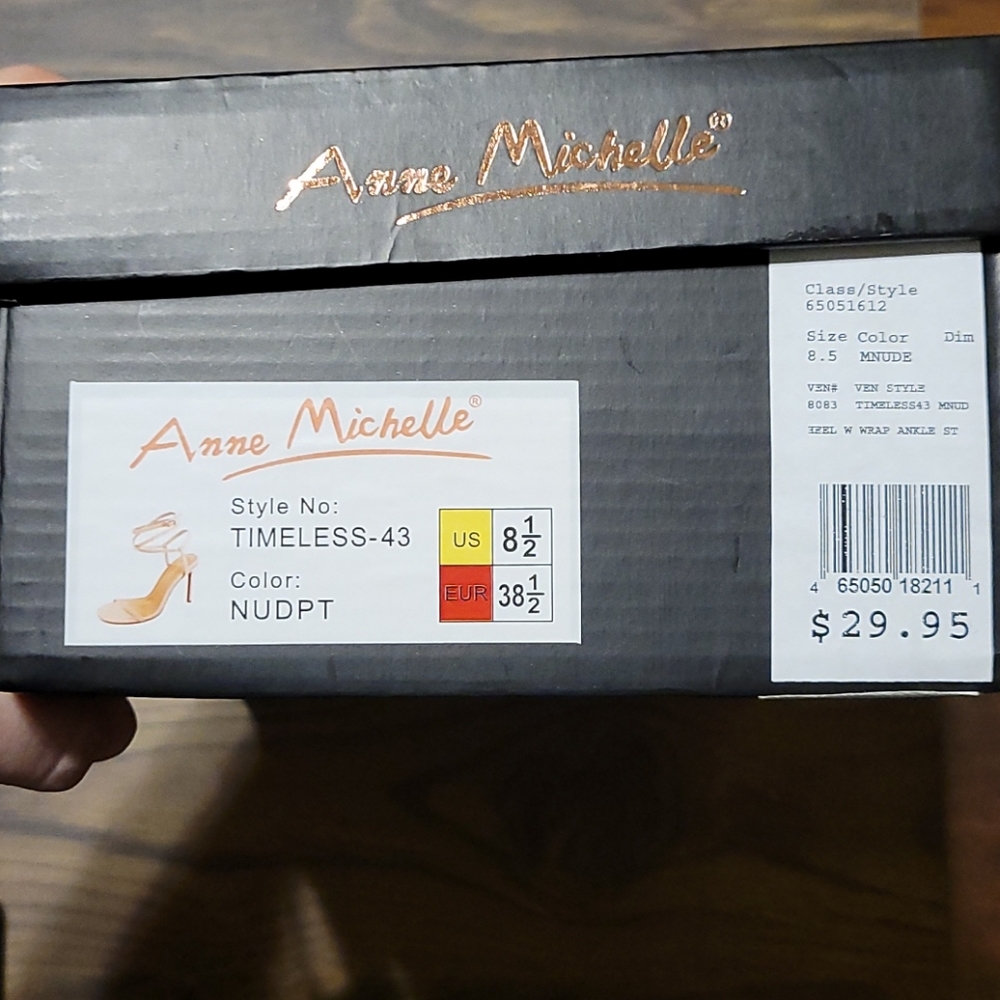 Anne Michelle®
Anne Michelle®
Style No:
TIMELESS-43
Color:
NUDPT
US 8 1/2
EUR 38 1/2
Class/Style
65051612
Size Color Dim
8.5 MNUDE
VEN# VEN STYLE
8083 TIMELESS43 MNUD
HEEL W WRAP ANKLE ST
4 65050 18211 1
$29.95